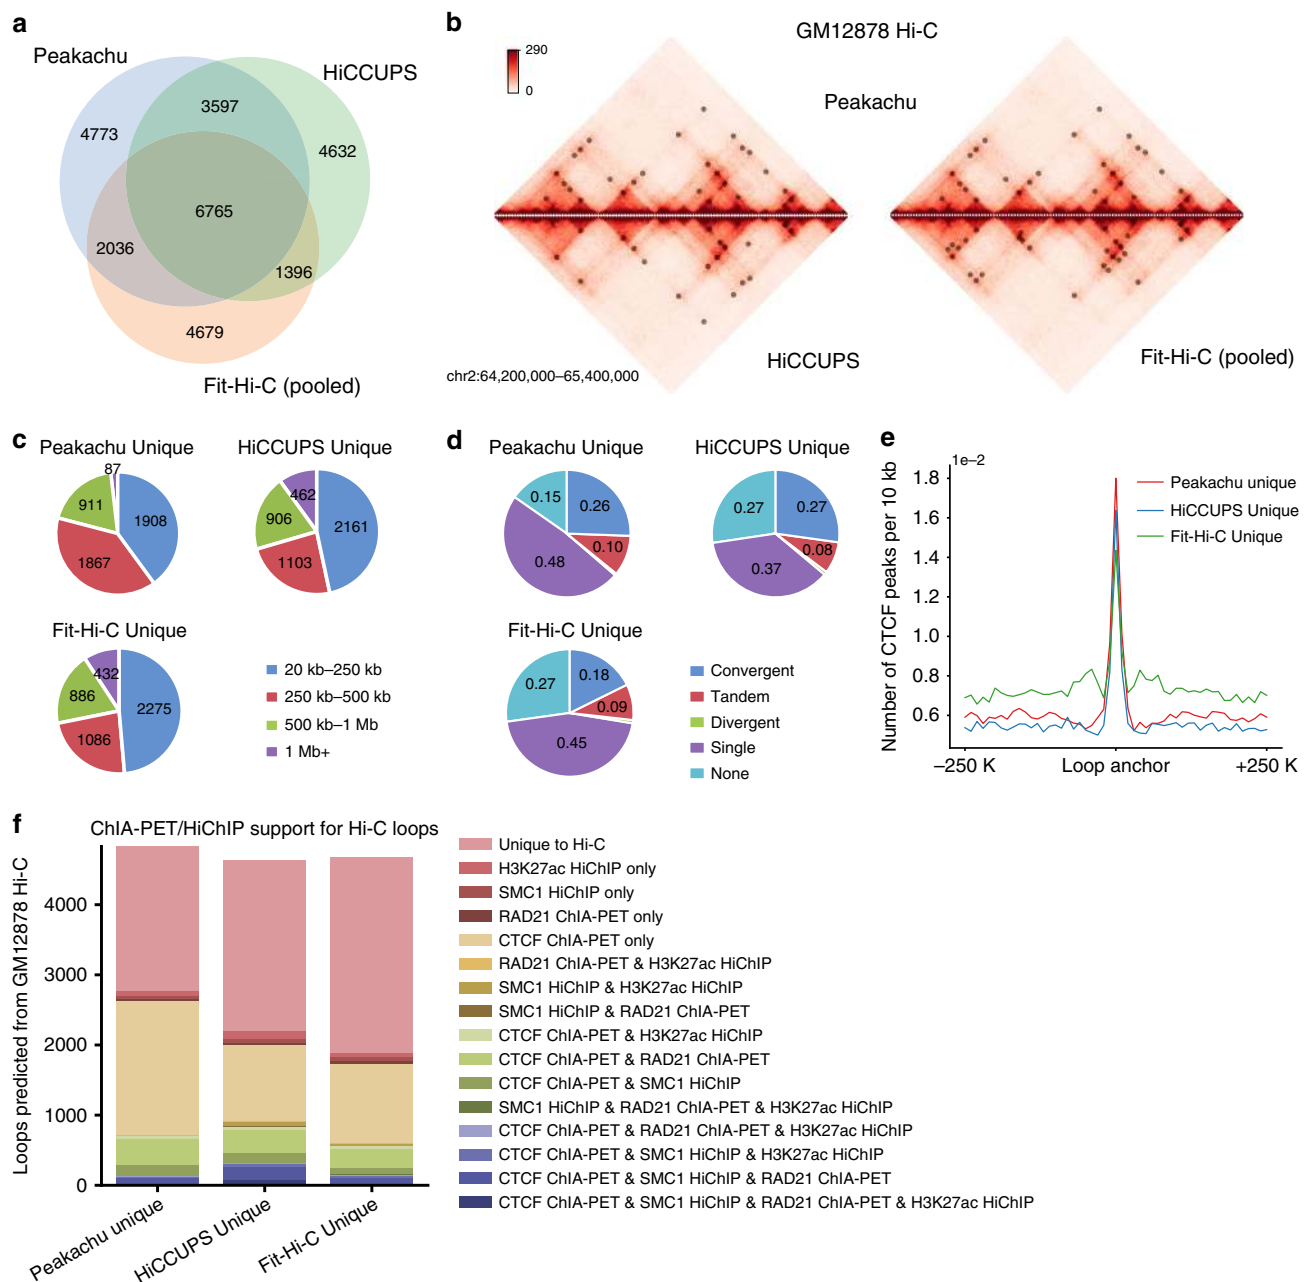 a
Peakachu
HiCCUPS
3597
4773
4632
6765
2036
1396
4679
Fit-Hi-C (pooled)
b
GM12878 Hi-C
290
0
Peakachu
HiCCUPS
Fit-Hi-C (pooled)
chr2:64,200,000–65,400,000
c
Peakachu Unique
87
911
1908
1867
HiCCUPS Unique
462
906
2161
1103
Fit-Hi-C Unique
432
886
2275
1086
20 kb–250 kb
250 kb–500 kb
500 kb–1 Mb
1 Mb+
d
Peakachu Unique
0.15
0.26
0.10
0.48
HiCCUPS Unique
0.27
0.27
0.08
0.37
Fit-Hi-C Unique
0.18
0.27
0.09
0.45
Convergent
Tandem
Divergent
Single
None
e
1e–2
Number of CTCF peaks per 10 kb
1.8
1.6
1.4
1.2
1.0
0.8
0.6
Peakachu unique
HiCCUPS Unique
Fit-Hi-C Unique
–250 K
Loop anchor
+250 K
f
ChIA-PET/HiChIP support for Hi-C loops
Loops predicted from GM12878 Hi-C
4000
3000
2000
1000
0
Peakachu unique
HiCCUPS Unique
Fit-Hi-C Unique
Unique to Hi-C
H3K27ac HiChIP only
SMC1 HiChIP only
RAD21 ChIA-PET only
CTCF ChIA-PET only
RAD21 ChIA-PET & H3K27ac HiChIP
SMC1 HiChIP & H3K27ac HiChIP
SMC1 HiChIP & RAD21 ChIA-PET
CTCF ChIA-PET & H3K27ac HiChIP
CTCF ChIA-PET & RAD21 ChIA-PET
CTCF ChIA-PET & SMC1 HiChIP
SMC1 HiChIP & RAD21 ChIA-PET & H3K27ac HiChIP
CTCF ChIA-PET & RAD21 ChIA-PET & H3K27ac HiChIP
CTCF ChIA-PET & SMC1 HiChIP & H3K27ac HiChIP
CTCF ChIA-PET & SMC1 HiChIP & RAD21 ChIA-PET
CTCF ChIA-PET & SMC1 HiChIP & RAD21 ChIA-PET & H3K27ac HiChIP